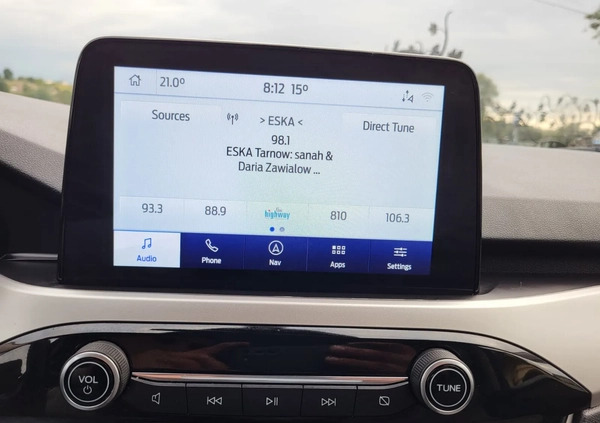 21.0°
8:12 15°
Sources
> ESKA <
Direct Tune
98.1
ESKA Tarnow: sanah &
Daria Zawialow ...
93.3
88.9
the highway
810
106.3
Audio
Phone
Nav
Apps
Settings
VOL
TUNE